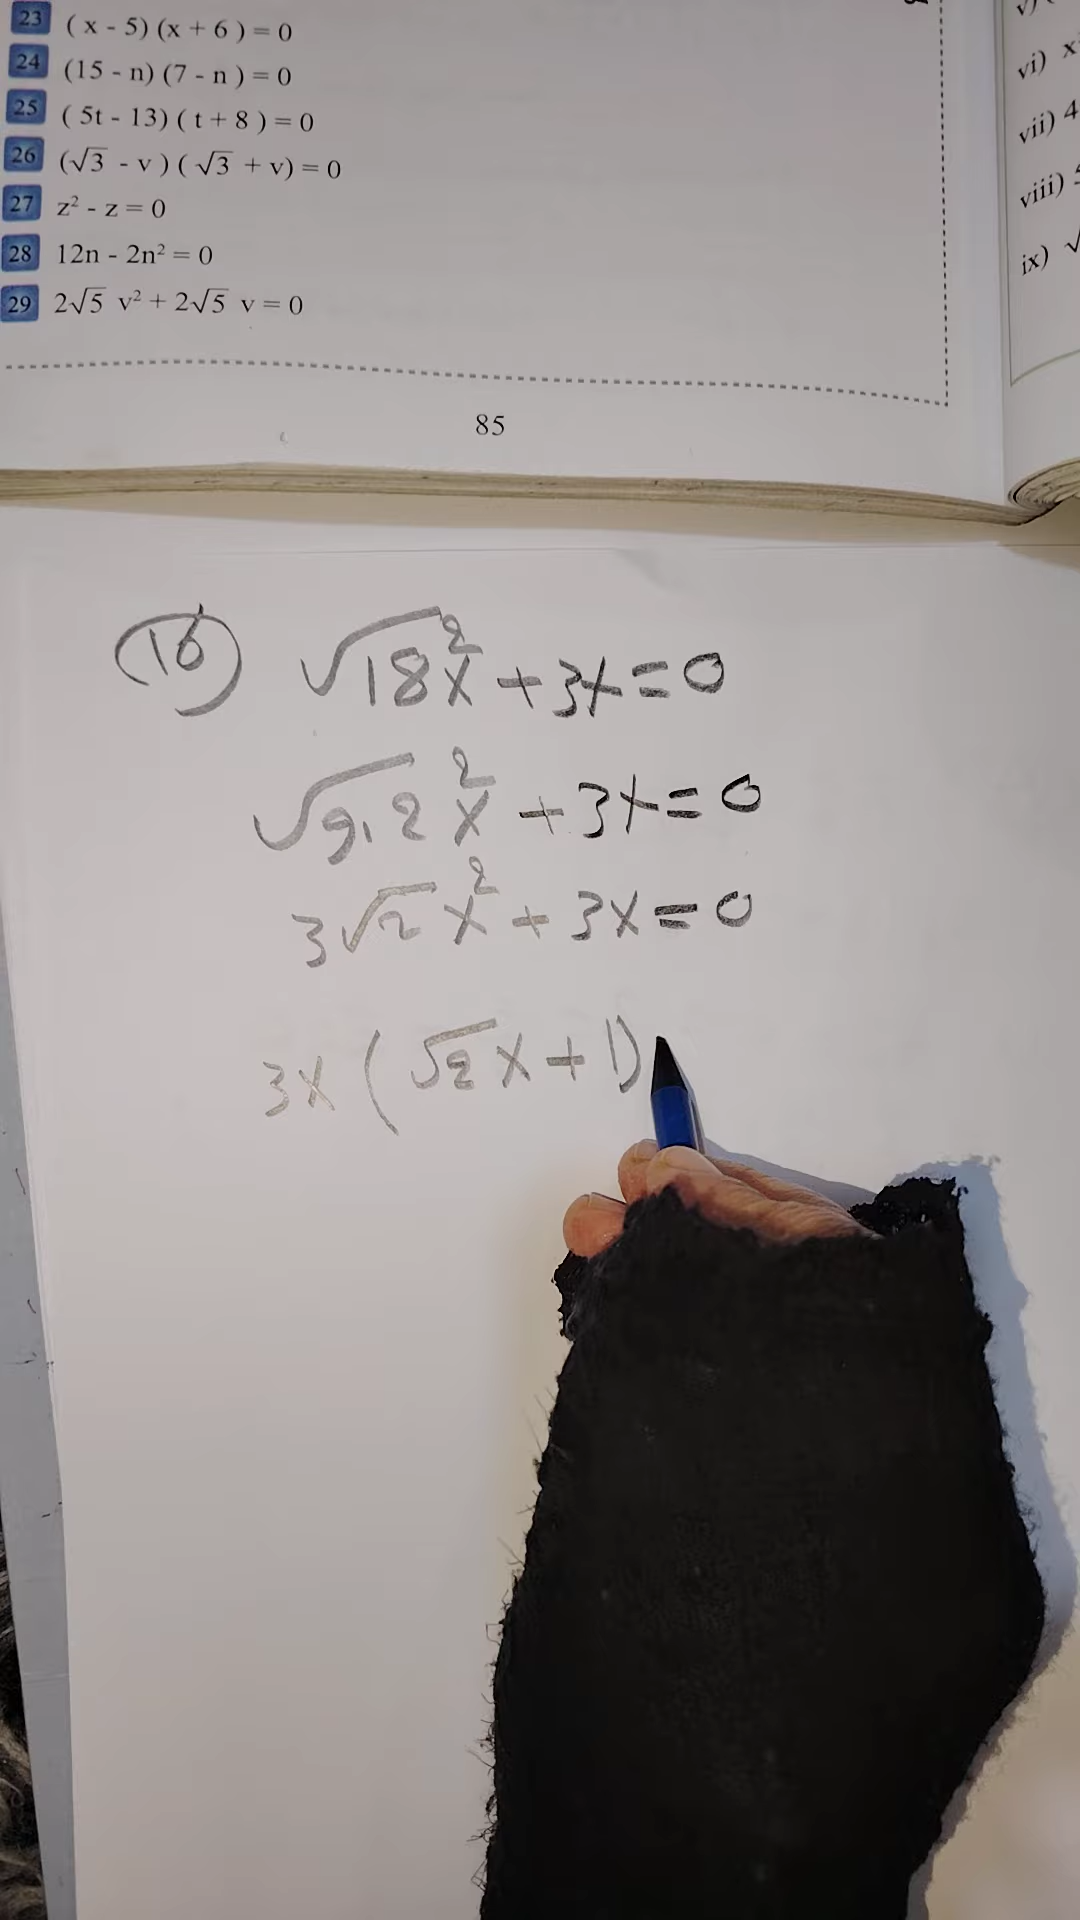 23 ( x - 5) (x + 6 ) = 0
24 (15 - n) (7 - n ) = 0
25 ( 5t - 13) ( t + 8 ) = 0
26 (√3 - v ) ( √3 + v) = 0
27 z² - z = 0
28 12n - 2n² = 0
29 2√5 v² + 2√5 v = 0
85
vi) x
vii) 4
viii)
ix) √
16 √18 x² + 3x = 0
√9.2 x² + 3x = 0
3√2 x² + 3x = 0
3x ( √2 x + 1)